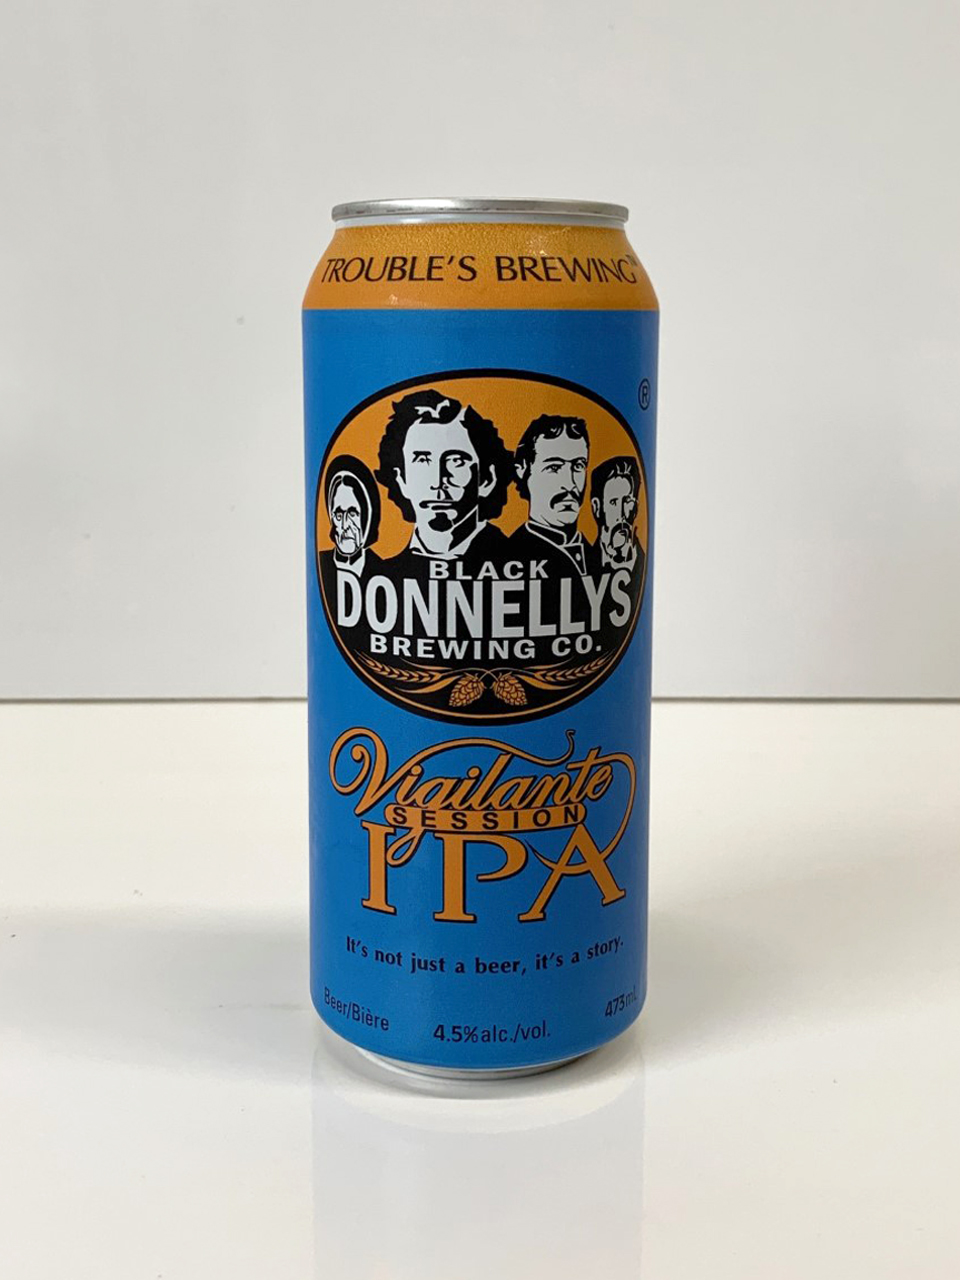 TROUBLE'S BREWING™
®
BLACK
DONNELLYS
BREWING CO.
Vigilante
SESSION
IPA
It's not just a beer, it's a story.
Beer/Bière
4.5% alc./vol.
473mL